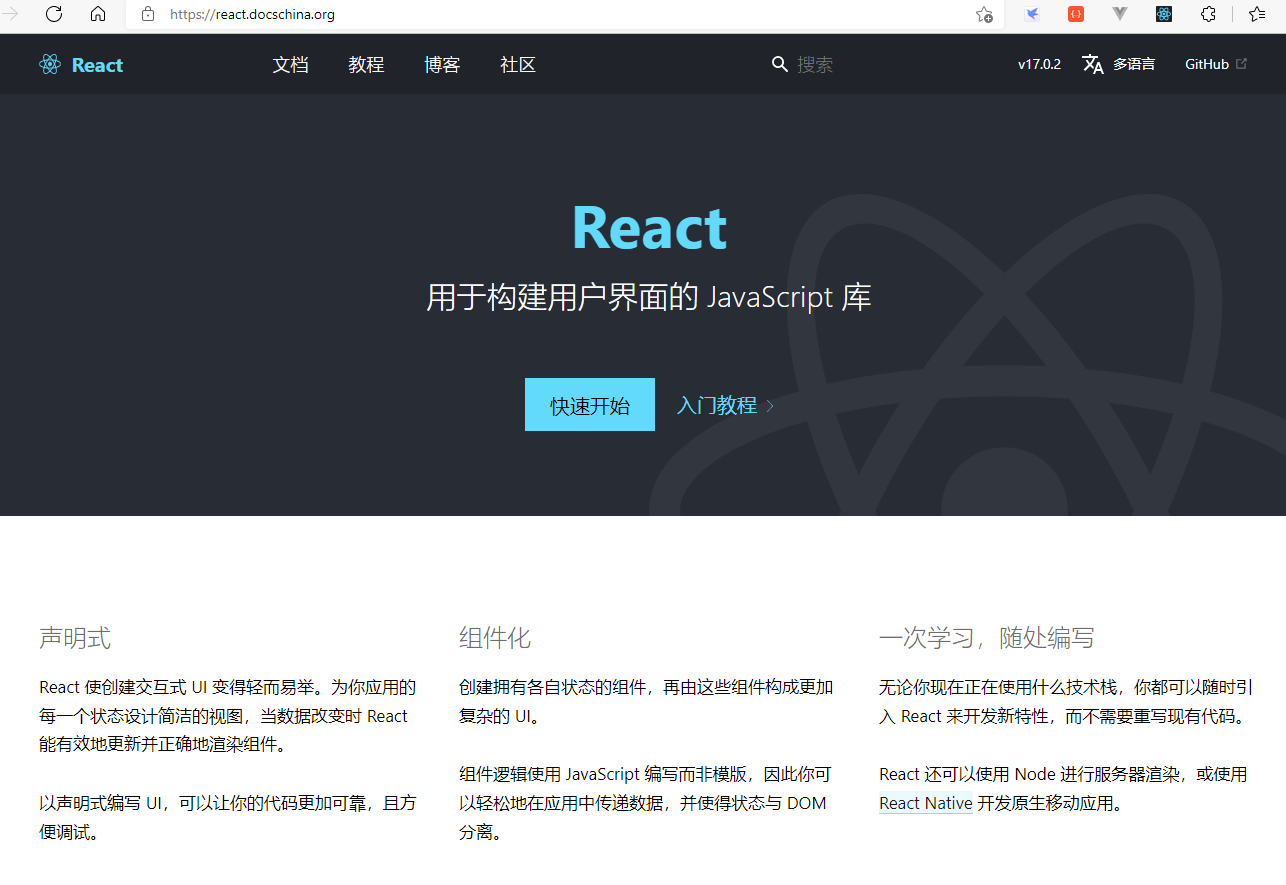 https://react.docschina.org
React
文档 教程 博客 社区
搜索
v17.0.2 多语言 GitHub
React
用于构建用户界面的 JavaScript 库
快速开始 入门教程
声明式
React 使创建交互式 UI 变得轻而易举。为你应用的
每一个状态设计简洁的视图，当数据改变时 React
能有效地更新并正确地渲染组件。
以声明式编写 UI，可以让你的代码更加可靠，且方
便调试。
组件化
创建拥有各自状态的组件，再由这些组件构成更加
复杂的 UI。
组件逻辑使用 JavaScript 编写而非模版，因此你可
以轻松地在应用中传递数据，并使得状态与 DOM
分离。
一次学习，随处编写
无论你现在正在使用什么技术栈，你都可以随时引
入 React 来开发新特性，而不需要重写现有代码。
React 还可以使用 Node 进行服务器渲染，或使用
React Native 开发原生移动应用。